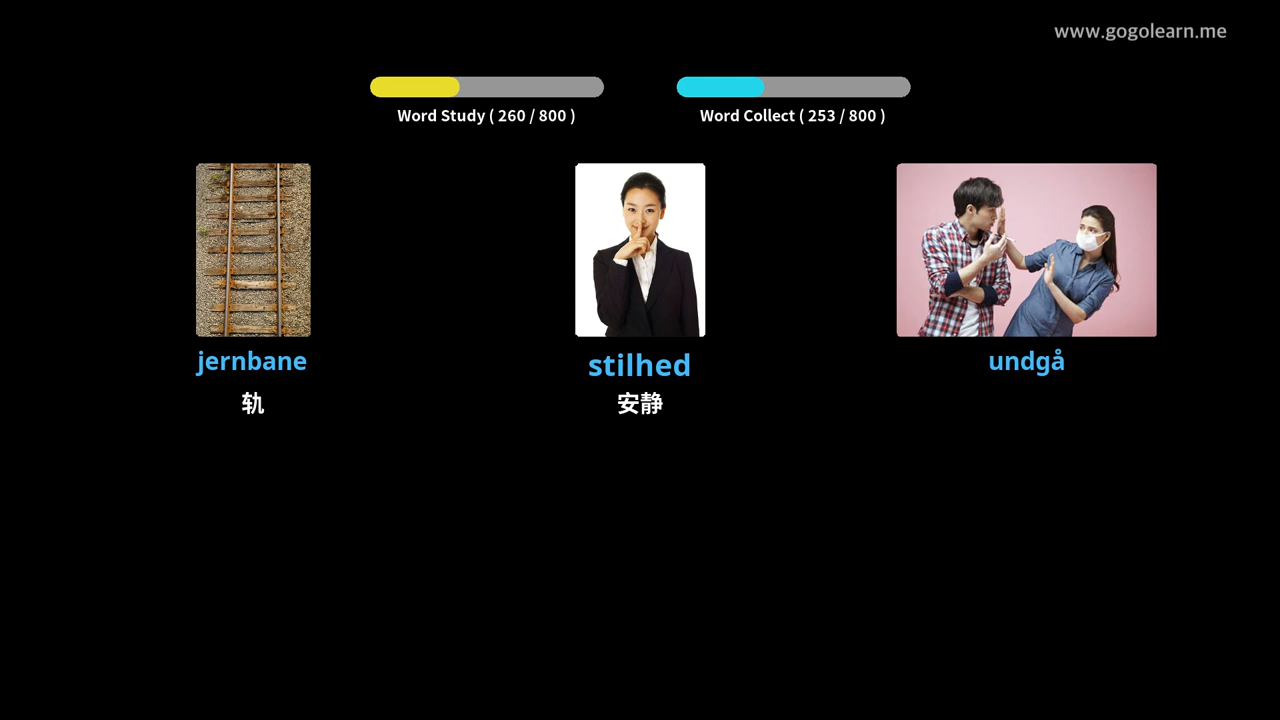 www.gogolearn.me
Word Study ( 260 / 800 )
Word Collect ( 253 / 800 )
jernbane
stilhed
undgå
轨
安静